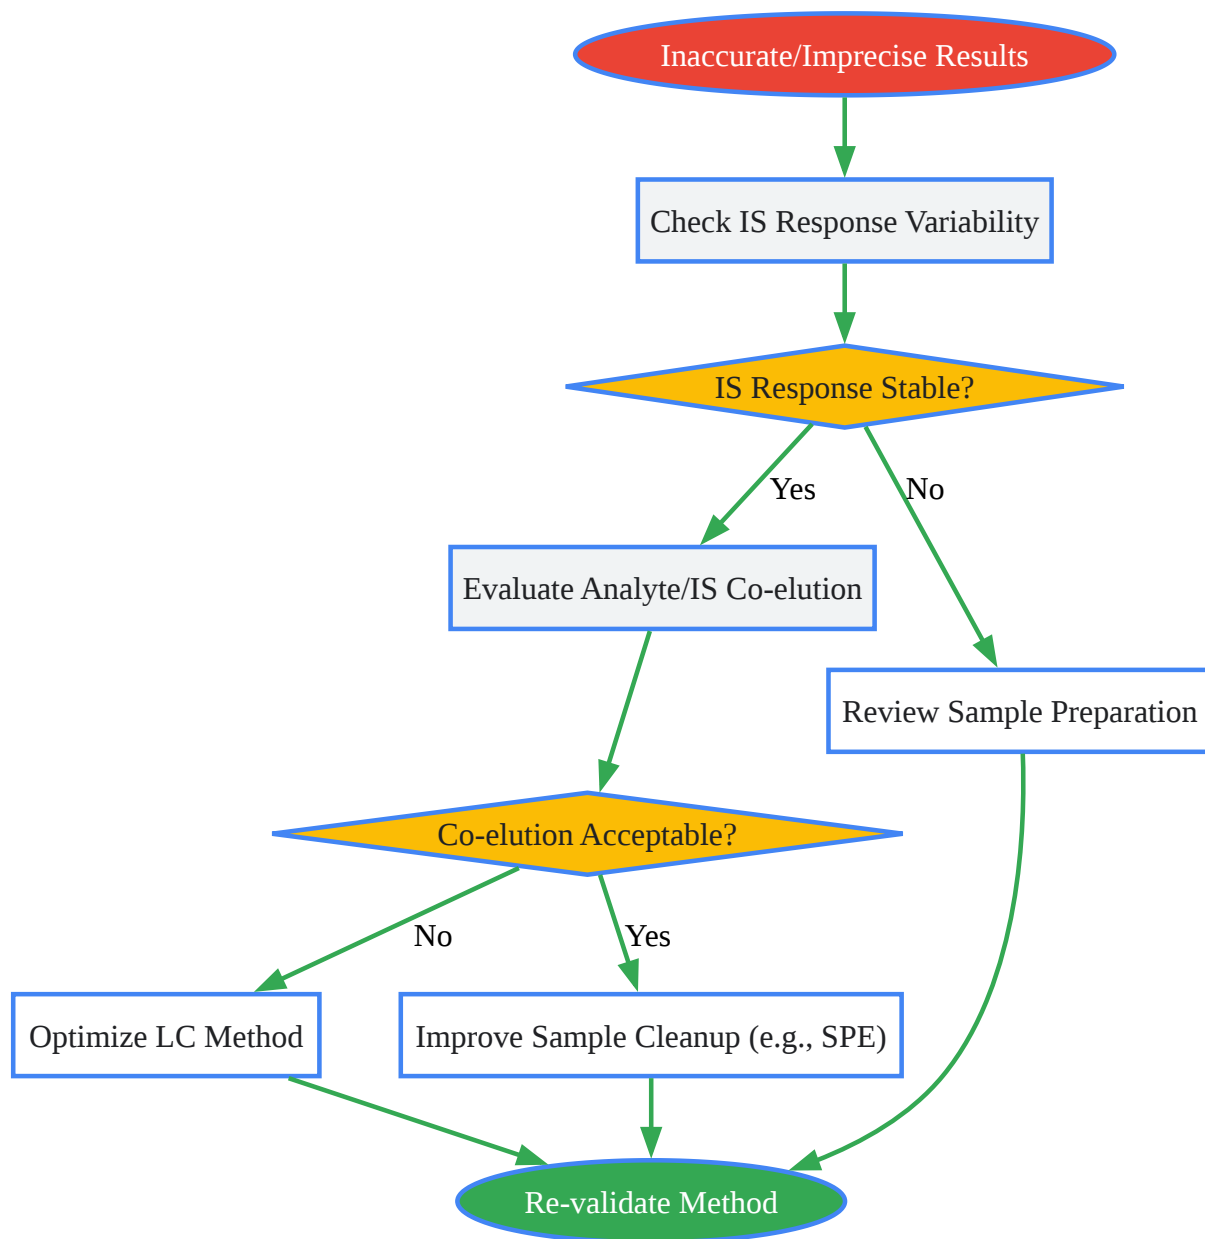 Inaccurate/Imprecise Results
Check IS Response Variability
IS Response Stable?
Yes
No
Evaluate Analyte/IS Co-elution
Review Sample Preparation
Co-elution Acceptable?
No
Yes
Optimize LC Method
Improve Sample Cleanup (e.g., SPE)
Re-validate Method